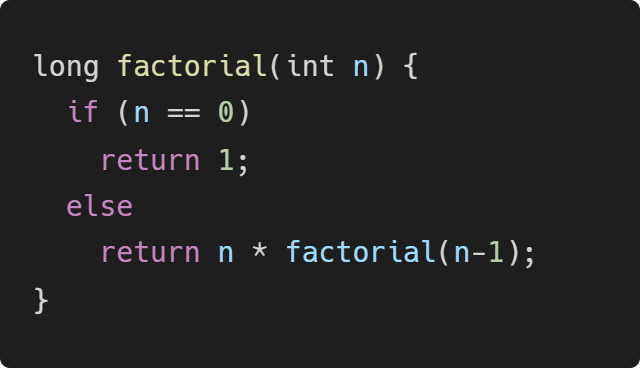 long factorial(int n) {
  if (n == 0)
    return 1;
  else
    return n * factorial(n-1);
}